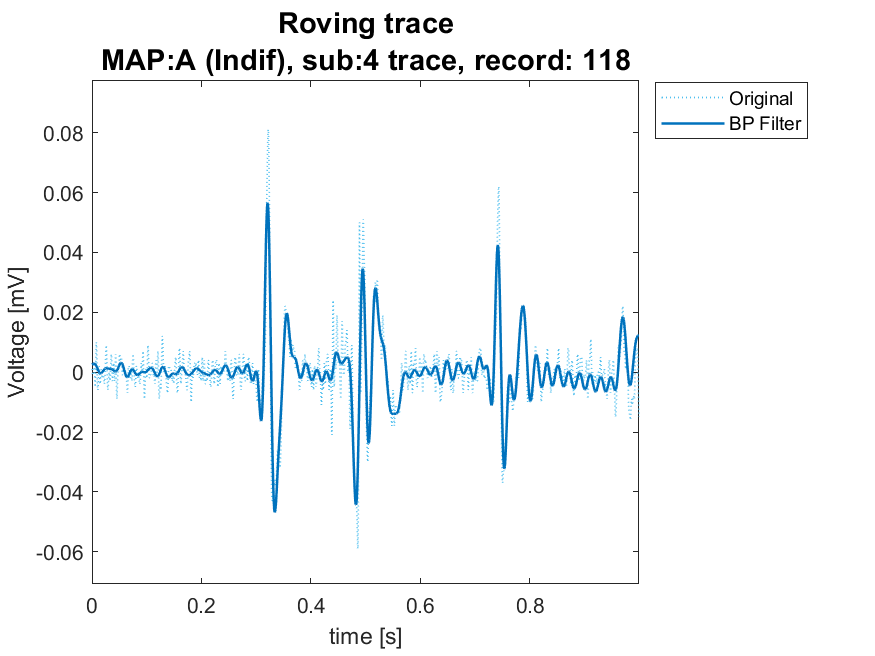 Roving trace
MAP:A (Indif), sub:4 trace, record: 118
Original
BP Filter
0.08
0.06
0.04
0.02
0
-0.02
-0.04
-0.06
Voltage [mV]
0
0.2
0.4
0.6
0.8
time [s]